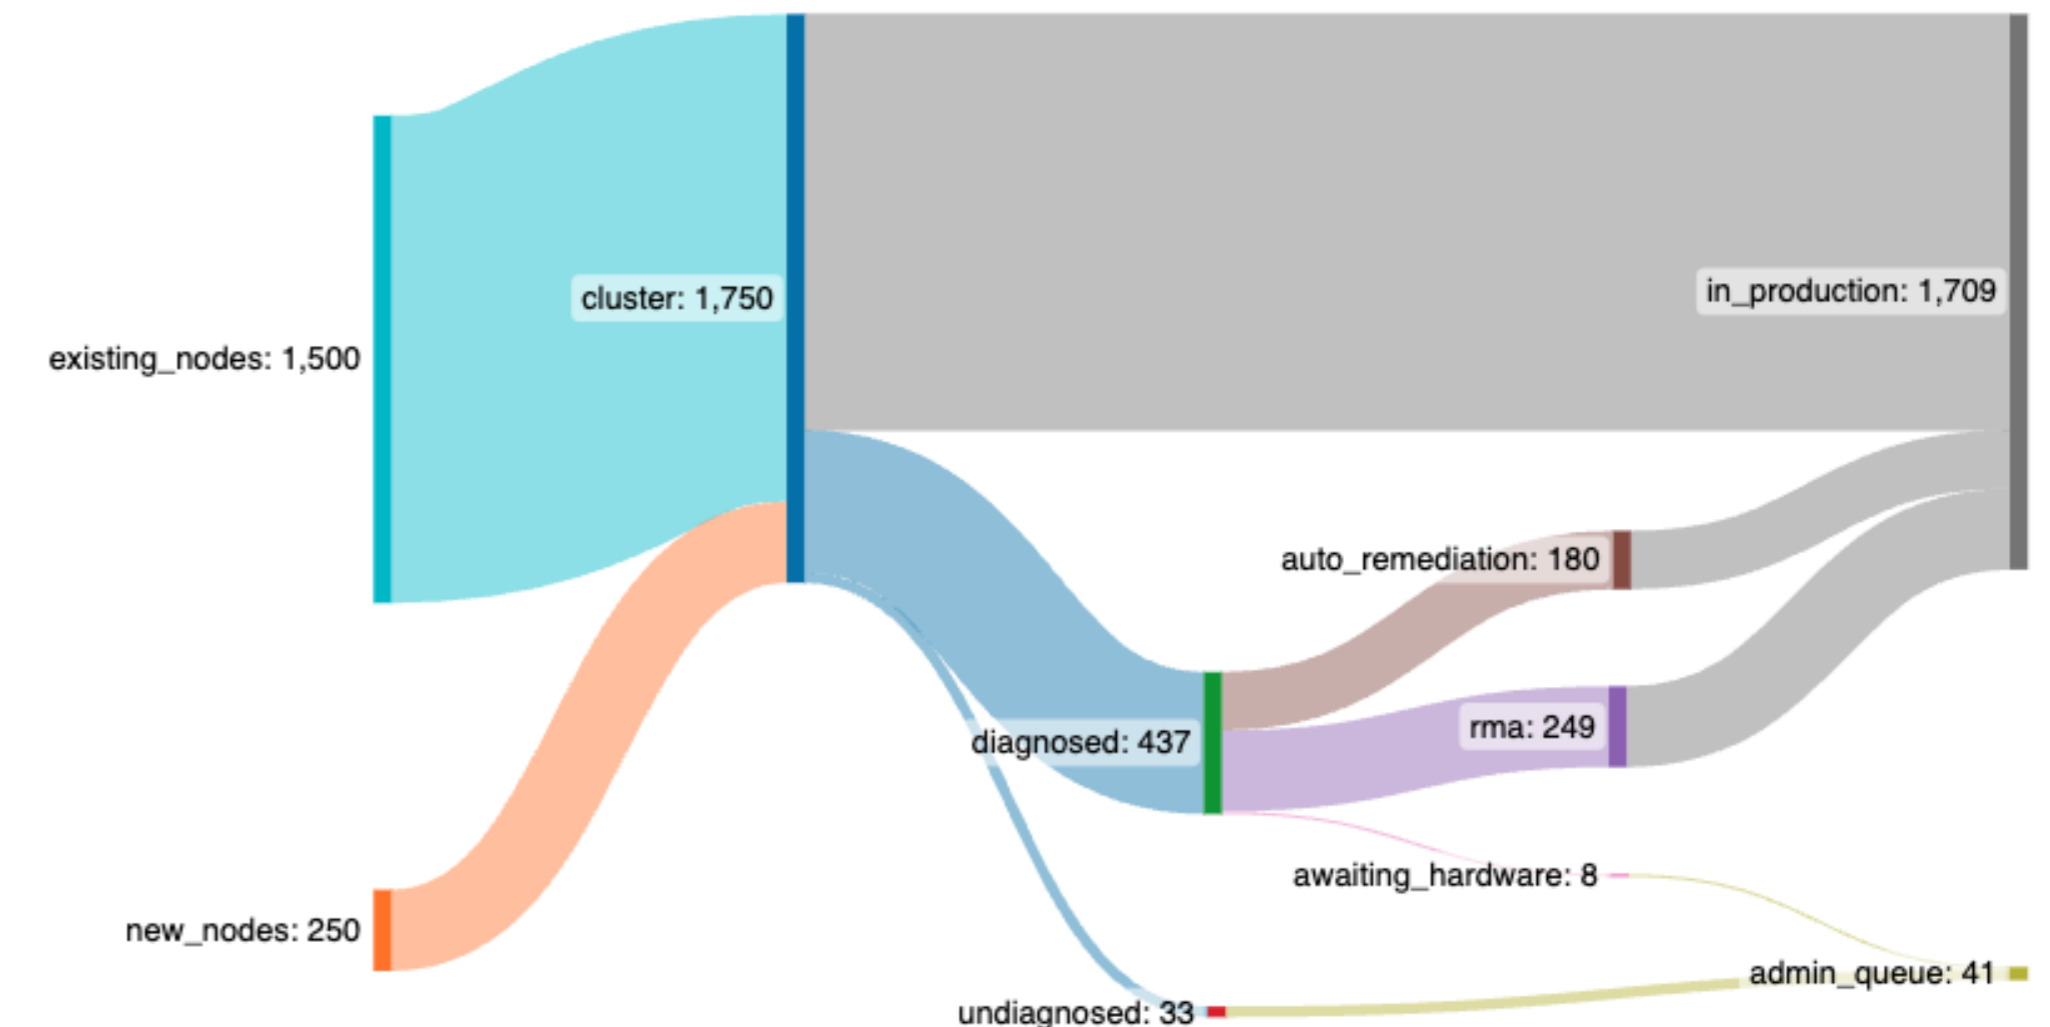 existing_nodes: 1,500
new_nodes: 250
cluster: 1,750
diagnosed: 437
undiagnosed: 33
auto_remediation: 180
rma: 249
awaiting_hardware: 8
in_production: 1,709
admin_queue: 41